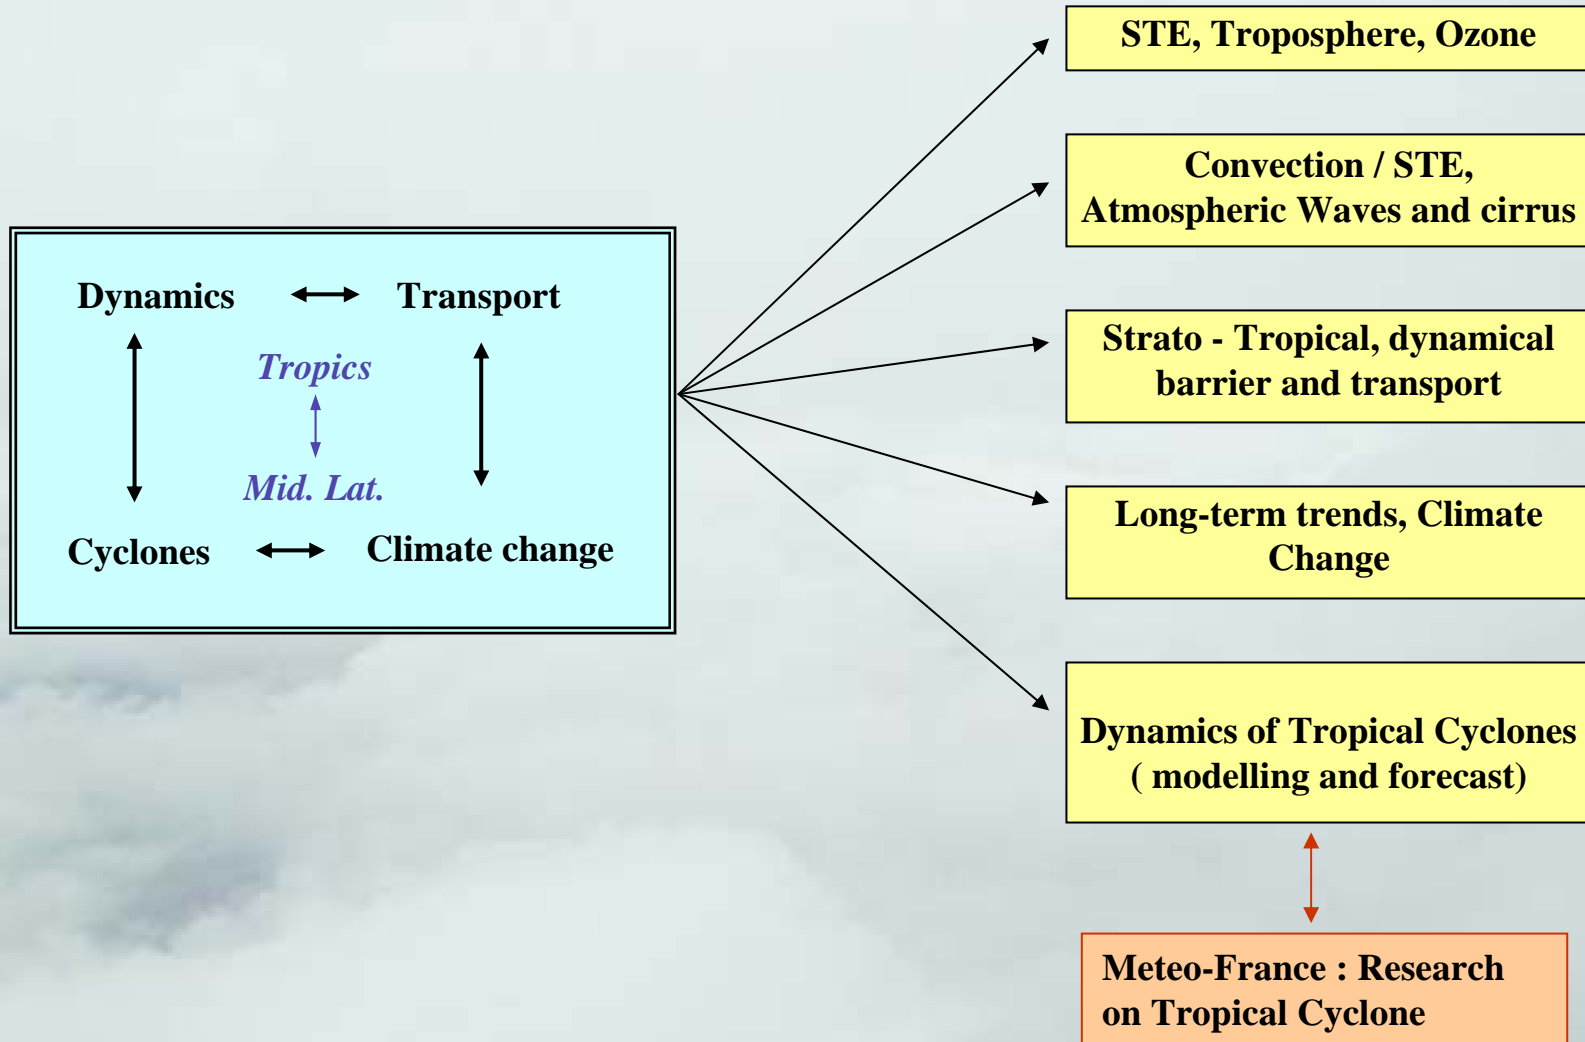 STE, Troposphere, Ozone
Convection / STE,
Atmospheric Waves and cirrus
Dynamics
Transport
Tropics
Mid. Lat.
Cyclones
Climate change
Strato - Tropical, dynamical
barrier and transport
Long-term trends, Climate
Change
Dynamics of Tropical Cyclones
( modelling and forecast)
Meteo-France : Research
on Tropical Cyclone